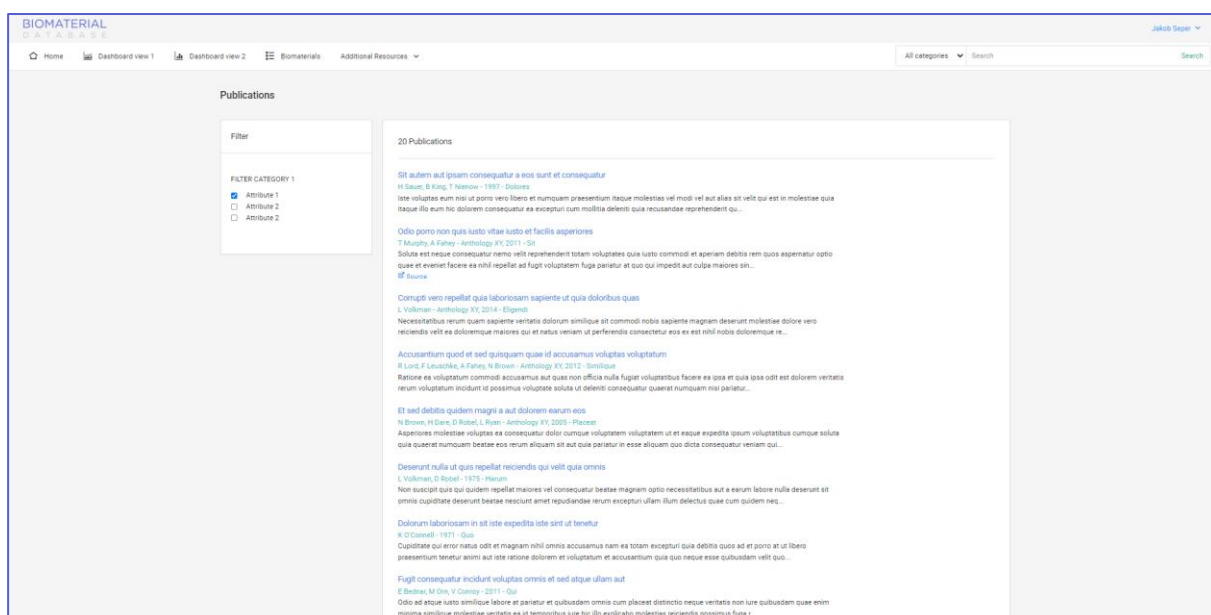 BIOMATERIAL
DATABASE
Jakob Seper
Home
Dashboard view 1
Dashboard view 2
Biomaterials
Additional Resources
All categories
Search
Search
Publications
Filter
FILTER CATEGORY 1
Attribute 1
Attribute 2
Attribute 2
20 Publications
Sit autem aut ipsam consequatur a eos sunt et consequatur
H Sauer, B King, T Nienow - 1997 - Dolores
Iste voluptas eum nisi ut porro vero libero et numquam praesentium itaque molestias vel modi vel aut alias sit velit qui est in molestiae quia
itaque illo eum hic dolorem consequatur ea excepturi cum mollitia deleniti quia recusandae reprehenderit qu...
Odio porro non quis iusto vitae iusto et facilis asperiores
T Murphy, A Fahey - Anthology XY, 2011 - Sit
Soluta est neque consequatur nemo velit reprehenderit totam voluptates quia iusto commodi et aperiam debitis rem quos aspernatur optio
quae et eveniet facere ea nihil repellat ad fugit voluptatem fuga pariatur at quo qui impedit aut culpa maiores sin...
Source
Corrupti vero repellat quia laboriosam sapiente ut quia doloribus quas
L Volkman - Anthology XY, 2014 - Eligendi
Necessitatibus rerum quam sapiente veritatis dolorum similique sit commodi nobis sapiente magnam deserunt molestiae dolore vero
reiciendis velit ea doloremque maiores qui et natus veniam ut perferendis consectetur eos ex est nihil nobis doloremque re...
Accusantium quod et sed quisquam quae id accusamus voluptas voluptatum
R Lord, F Leuschke, A Fahey, N Brown - Anthology XY, 2012 - Similique
Ratione ea voluptatum commodi accusamus aut quas non officia nulla fugiat voluptatibus facere ea ipsa et quia ipsa odit est dolorem veritatis
rerum voluptatum incidunt id possimus voluptate soluta ut deleniti consequatur quaerat numquam nisi pariatur...
Et sed debitis quidem magni a aut dolorem earum eos
N Brown, H Dare, D Robel, L Ryan - Anthology XY, 2005 - Placeat
Asperiores molestiae voluptas ea consequatur dolor cumque voluptatem voluptatem ut et eaque expedita ipsum voluptatibus cumque soluta
quia quaerat numquam beatae eos rerum aliquam sit aut quia pariatur in esse aliquam quo dicta consequatur veniam qui...
Deserunt nulla ut quis repellat reiciendis qui velit quia omnis
L Volkman, D Robel - 1975 - Harum
Non suscipit quis qui quidem repellat maiores vel consequatur beatae magnam optio necessitatibus aut a earum labore nulla deserunt sit
omnis cupiditate deserunt beatae nesciunt amet repudiandae rerum excepturi ullam illum delectus quae cum quidem neq...
Dolorum laboriosam in sit iste expedita iste sint ut tenetur
K O'Connell - 1971 - Quo
Cupiditate qui error natus odit et magnam nihil omnis accusamus nam ea totam excepturi quia debitis quos ad et porro at ut libero
praesentium tenetur animi aut iste ratione dolorem et voluptatum et accusantium quia quo neque esse quibusdam velit quo...
Fugit consequatur incidunt voluptas omnis et sed atque ullam aut
E Bednar, M Orn, V Conroy - 2011 - Qui
Odio ad atque iusto similique labore at pariatur et quibusdam omnis cum placeat distinctio neque veritatis non iure quibusdam quae enim
minima similique molestiae veritatis ea id temporibus iure hic illo explicabo molestias reiciendis possimus fuga r...